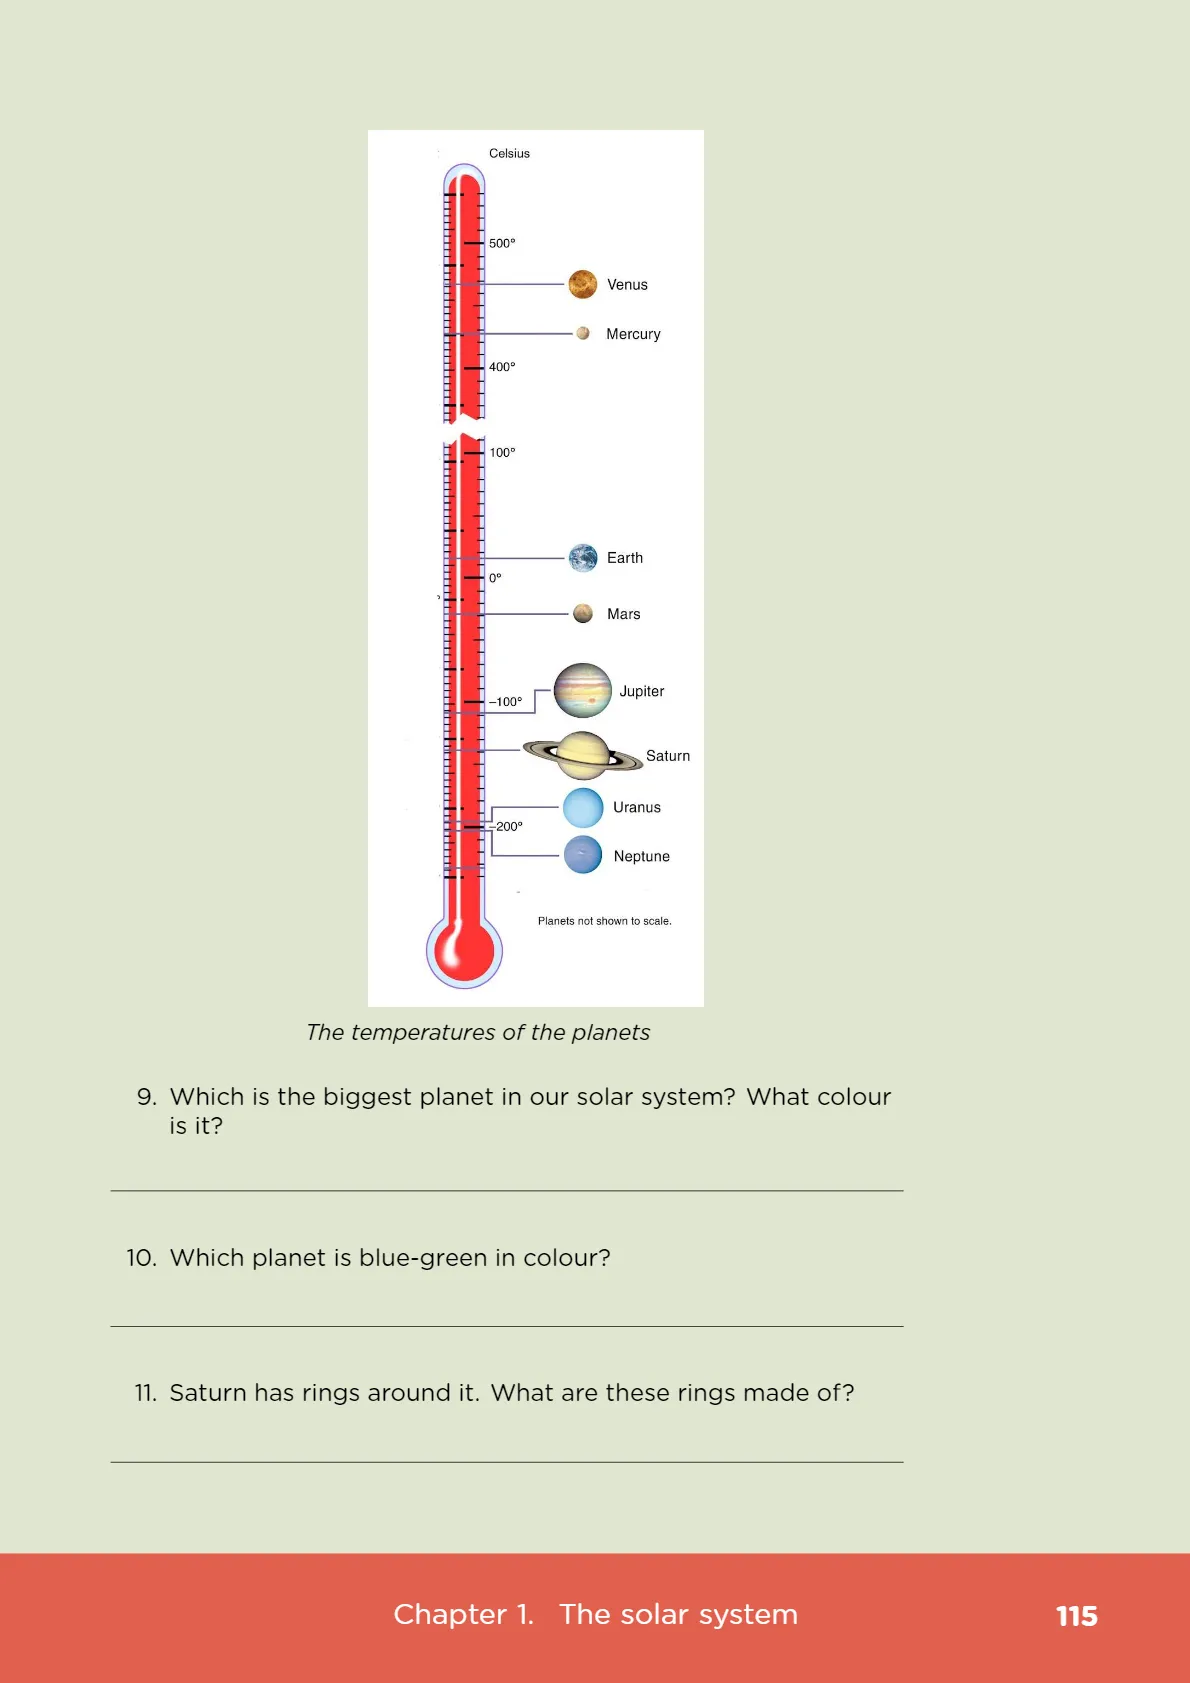 Celsius
500°
Venus
Mercury
400°
100°
Earth
0°
Mars
Jupiter
–100°
Saturn
Uranus
–200°
Neptune
Planets not shown to scale.
The temperatures of the planets
9. Which is the biggest planet in our solar system? What colour
is it?
10. Which planet is blue-green in colour?
11. Saturn has rings around it. What are these rings made of?
Chapter 1. The solar system 115